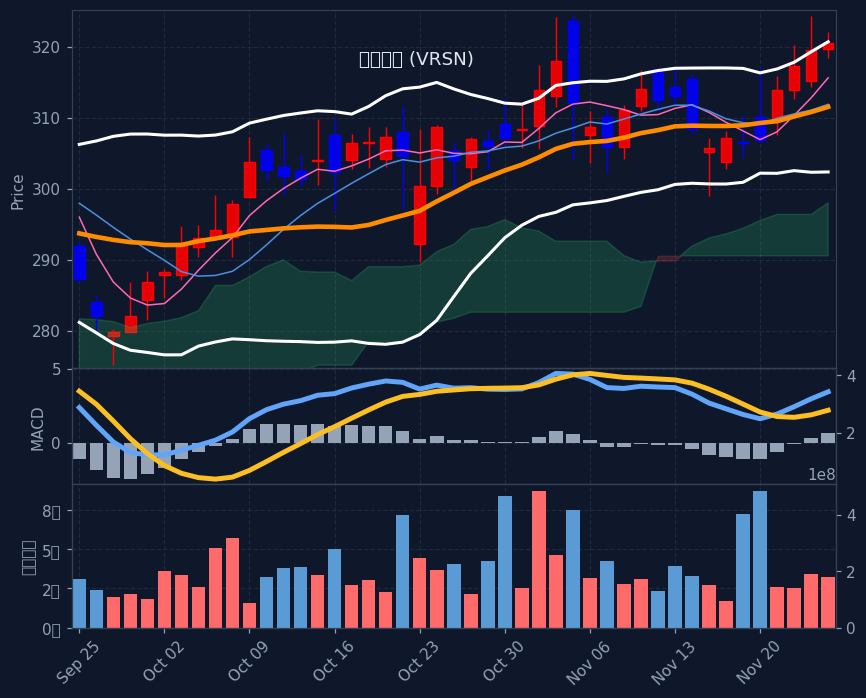 (VRSN)
Price
320
310
300
290
280
MACD
5
0
4
2
1e8
8
5
2
0
4
2
0
Sep 25
Oct 02
Oct 09
Oct 16
Oct 23
Oct 30
Nov 06
Nov 13
Nov 20